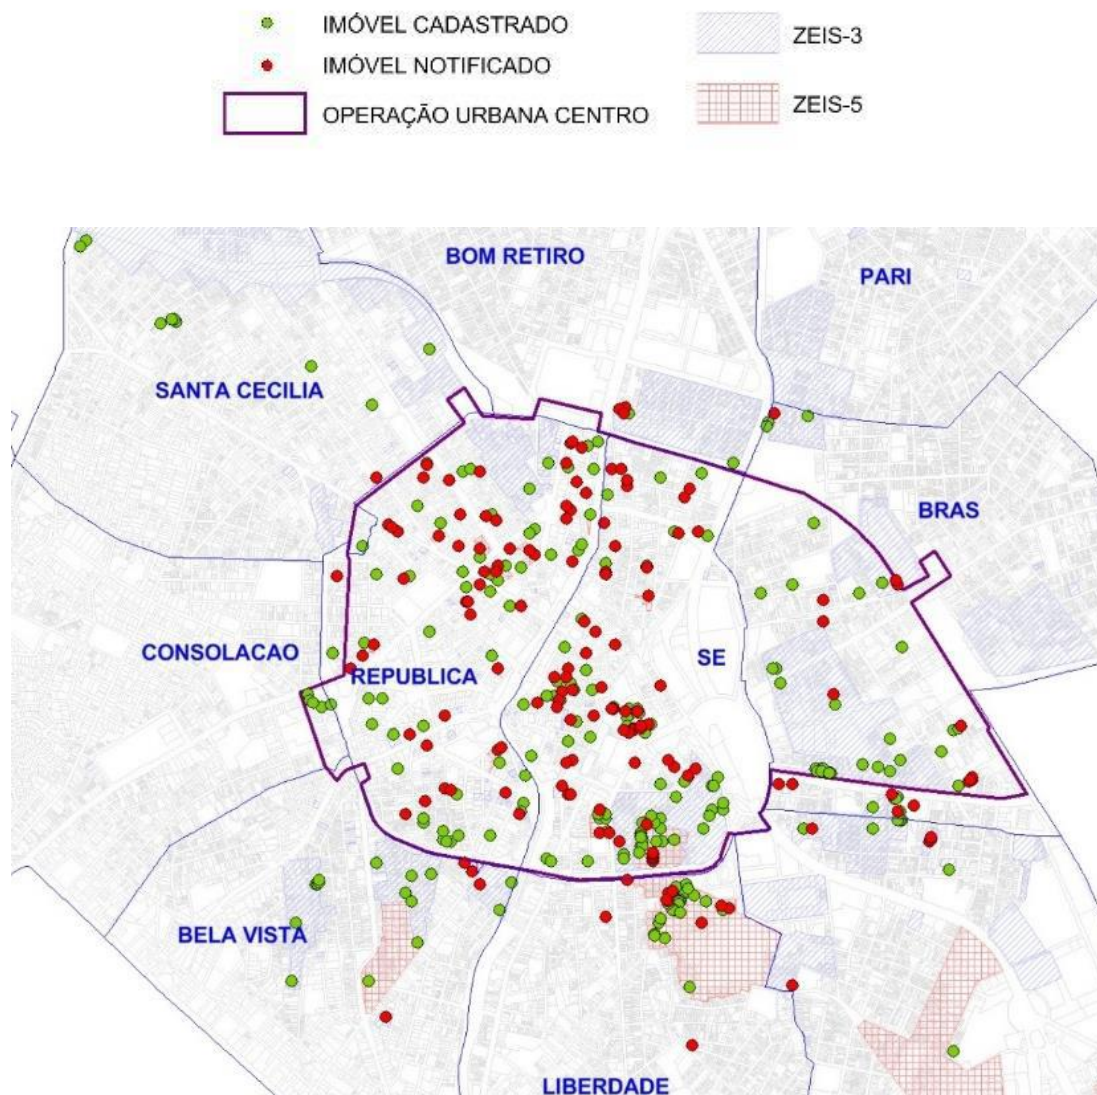 IMÓVEL CADASTRADO
ZEIS-3
IMÓVEL NOTIFICADO
OPERAÇÃO URBANA CENTRO
ZEIS-5
BOM RETIRO
PARI
SANTA CECILIA
BRAS
CONSOLACAO
REPUBLICA
SE
BELA VISTA
LIBERDADE